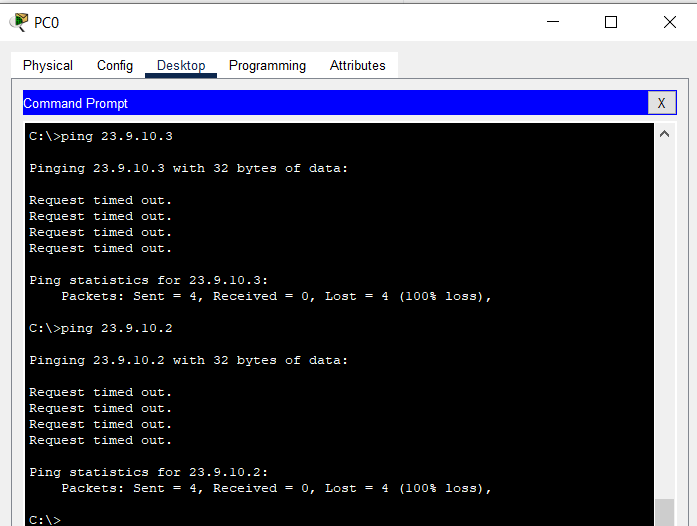 PC0
Physical Config Desktop Programming Attributes
Command Prompt X
C:\>ping 23.9.10.3
Pinging 23.9.10.3 with 32 bytes of data:
Request timed out.
Request timed out.
Request timed out.
Request timed out.
Ping statistics for 23.9.10.3:
    Packets: Sent = 4, Received = 0, Lost = 4 (100% loss),
C:\>ping 23.9.10.2
Pinging 23.9.10.2 with 32 bytes of data:
Request timed out.
Request timed out.
Request timed out.
Request timed out.
Ping statistics for 23.9.10.2:
    Packets: Sent = 4, Received = 0, Lost = 4 (100% loss),
C:\>